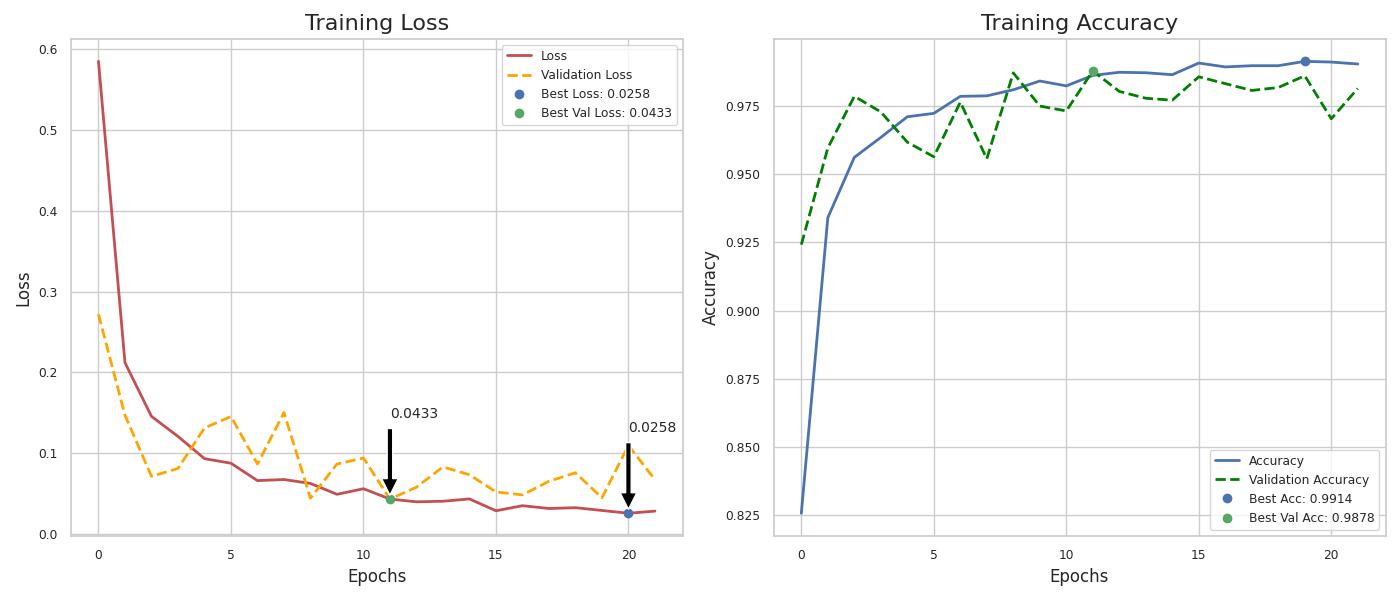 Training Loss
Loss
Validation Loss
Best Loss: 0.0258
Best Val Loss: 0.0433
0.6
0.5
0.4
0.3
0.2
0.1
0.0
Loss
0.0433
0.0258
0
5
10
15
20
Epochs
Training Accuracy
0.975
0.950
0.925
0.900
0.875
0.850
0.825
Accuracy
Accuracy
Validation Accuracy
Best Acc: 0.9914
Best Val Acc: 0.9878
0
5
10
15
20
Epochs